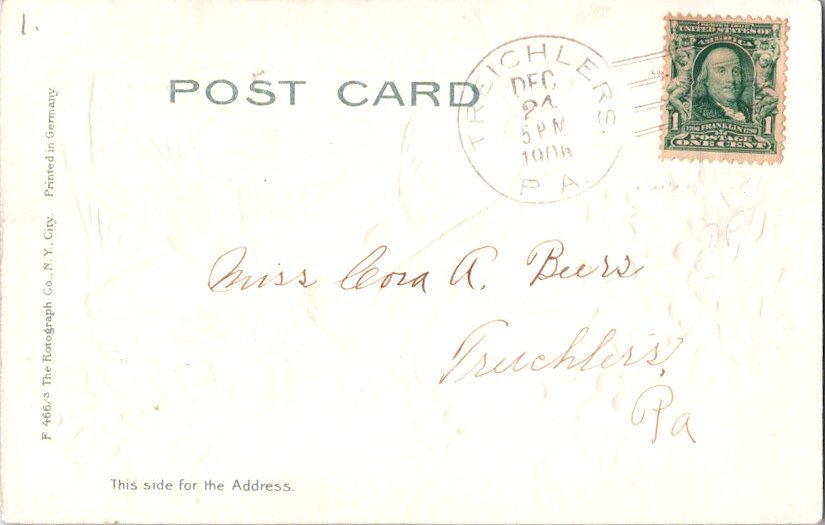 1.
POST CARD
TREICHLERS.
DEC
24
5 PM
1906
PA.
SERIES 1902
UNITED STATES OF
AMERICA
1 1
1706 FRANKLIN 1790
POSTAGE
ONE CENT
Miss Cora A. Beers
Treichlers,
Pa
F 466/3 The Rotograph Co., N.Y., City. Printed in Germany
This side for the Address.